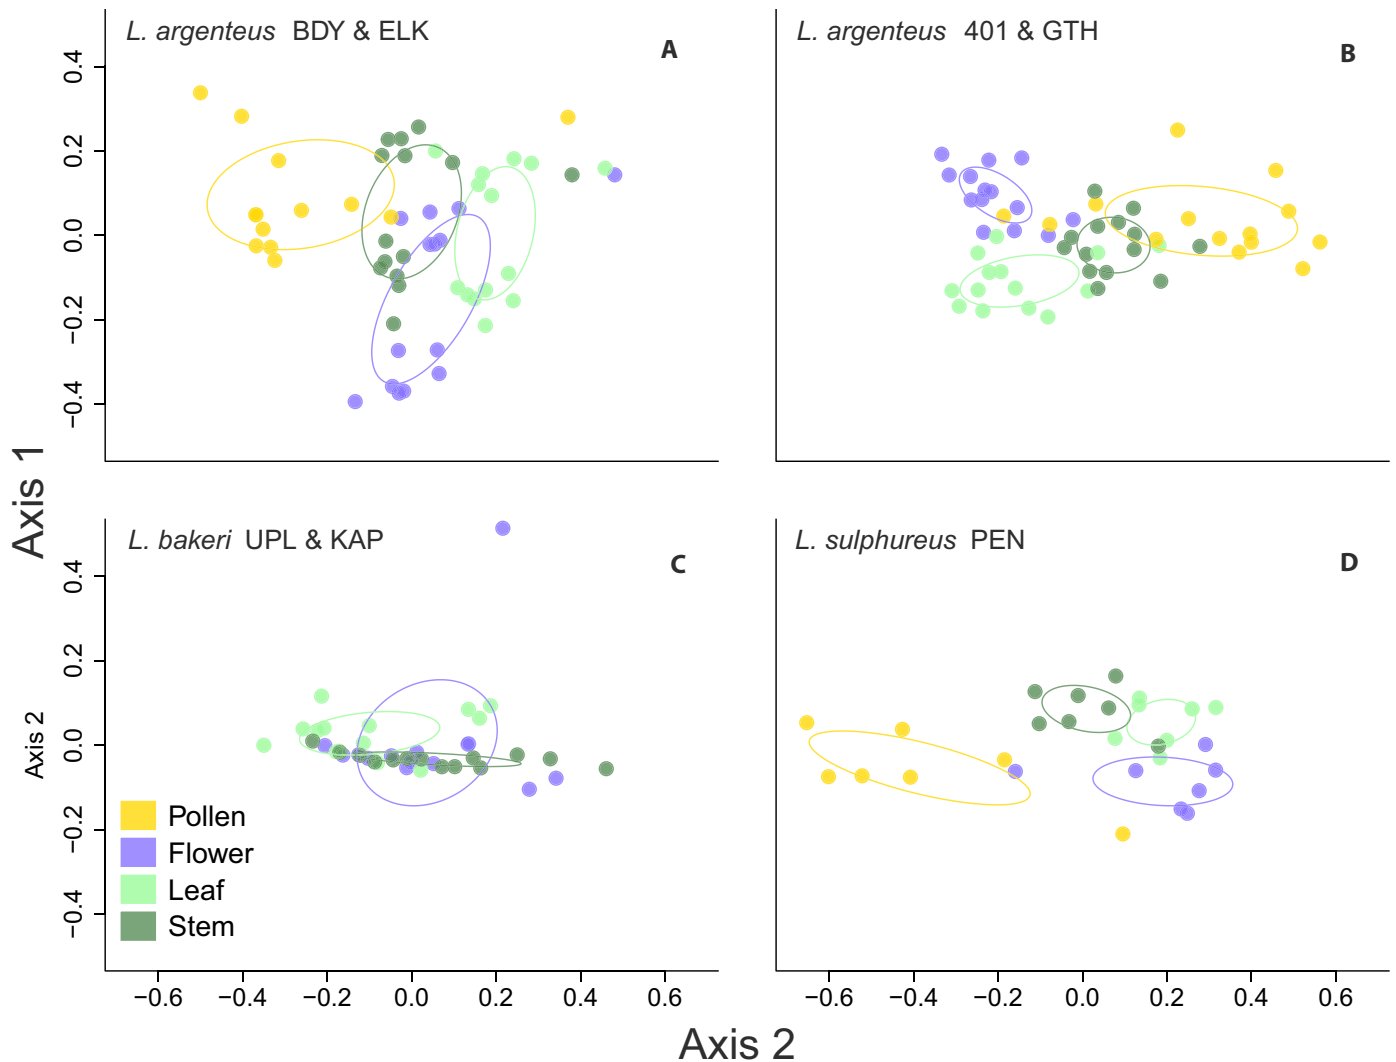 L. argenteus BDY & ELK
A
L. argenteus 401 & GTH
B
0.4
0.2
0.0
−0.2
−0.4
Axis 1
L. bakeri UPL & KAP
C
L. sulphureus PEN
D
0.4
0.2
0.0
−0.2
−0.4
Axis 2
Pollen
Flower
Leaf
Stem
−0.6 −0.4 −0.2 0.0 0.2 0.4 0.6
−0.6 −0.4 −0.2 0.0 0.2 0.4 0.6
Axis 2